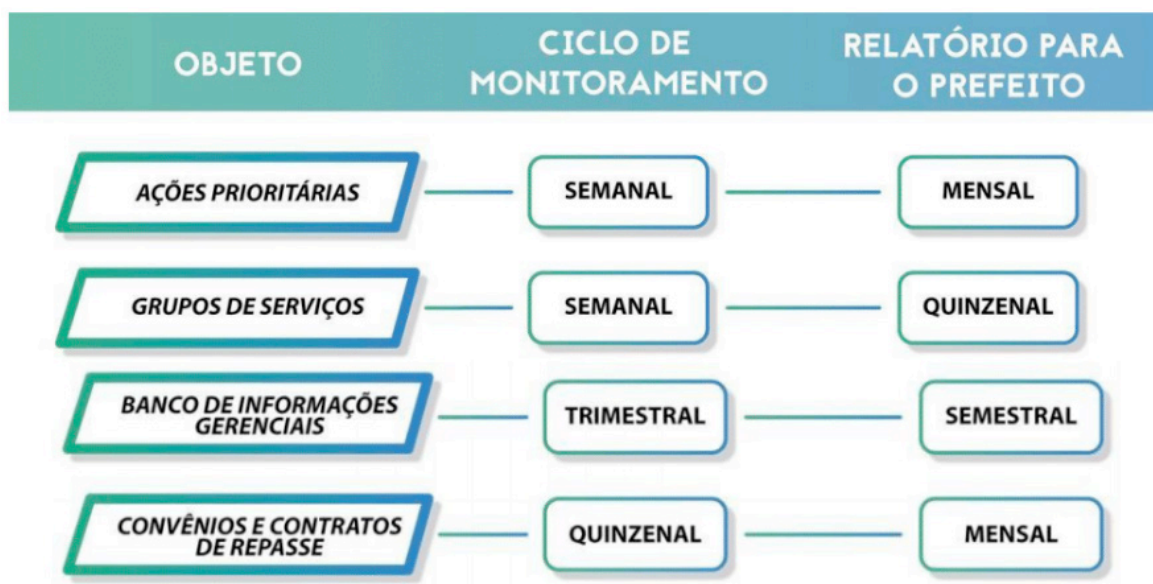 OBJETO
CICLO DE
MONITORAMENTO
RELATÓRIO PARA
O PREFEITO
AÇÕES PRIORITÁRIAS
SEMANAL
MENSAL
GRUPOS DE SERVIÇOS
SEMANAL
QUINZENAL
BANCO DE INFORMAÇÕES
GERENCIAIS
TRIMESTRAL
SEMESTRAL
CONVÊNIOS E CONTRATOS
DE REPASSE
QUINZENAL
MENSAL